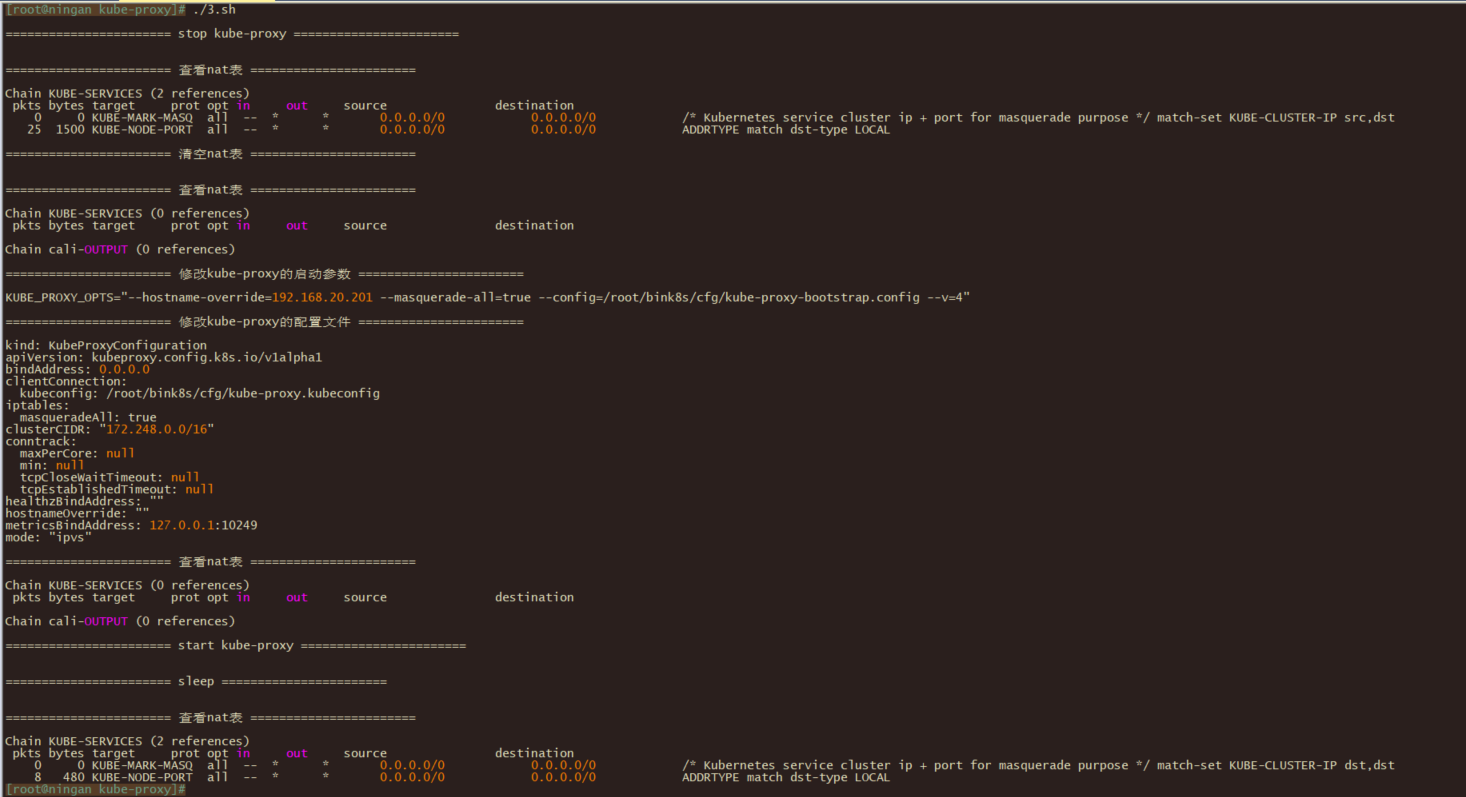 [root@ningan kube-proxy]# ./3.sh
======================= stop kube-proxy =======================
======================= 查看nat表 =======================
Chain KUBE-SERVICES (2 references)
 pkts bytes target     prot opt in     out     source               destination
    0     0 KUBE-MARK-MASQ  all  --  *      *       0.0.0.0/0            0.0.0.0/0            /* Kubernetes service cluster ip + port for masquerade purpose */ match-set KUBE-CLUSTER-IP src,dst
   25  1500 KUBE-NODE-PORT  all  --  *      *       0.0.0.0/0            0.0.0.0/0            ADDRTYPE match dst-type LOCAL
======================= 清空nat表 =======================
======================= 查看nat表 =======================
Chain KUBE-SERVICES (0 references)
 pkts bytes target     prot opt in     out     source               destination
Chain cali-OUTPUT (0 references)
======================= 修改kube-proxy的启动参数 =======================
KUBE_PROXY_OPTS="--hostname-override=192.168.20.201 --masquerade-all=true --config=/root/bink8s/cfg/kube-proxy-bootstrap.config --v=4"
======================= 修改kube-proxy的配置文件 =======================
kind: KubeProxyConfiguration
apiVersion: kubeproxy.config.k8s.io/v1alpha1
bindAddress: 0.0.0.0
clientConnection:
  kubeconfig: /root/bink8s/cfg/kube-proxy.kubeconfig
iptables:
  masqueradeAll: true
clusterCIDR: "172.248.0.0/16"
conntrack:
  maxPerCore: null
  min: null
  tcpCloseWaitTimeout: null
  tcpEstablishedTimeout: null
healthzBindAddress: ""
hostnameOverride: ""
metricsBindAddress: 127.0.0.1:10249
mode: "ipvs"
======================= 查看nat表 =======================
Chain KUBE-SERVICES (0 references)
 pkts bytes target     prot opt in     out     source               destination
Chain cali-OUTPUT (0 references)
======================= start kube-proxy =======================
======================= sleep =======================
======================= 查看nat表 =======================
Chain KUBE-SERVICES (2 references)
 pkts bytes target     prot opt in     out     source               destination
    0     0 KUBE-MARK-MASQ  all  --  *      *       0.0.0.0/0            0.0.0.0/0            /* Kubernetes service cluster ip + port for masquerade purpose */ match-set KUBE-CLUSTER-IP dst,dst
    8   480 KUBE-NODE-PORT  all  --  *      *       0.0.0.0/0            0.0.0.0/0            ADDRTYPE match dst-type LOCAL
[root@ningan kube-proxy]#